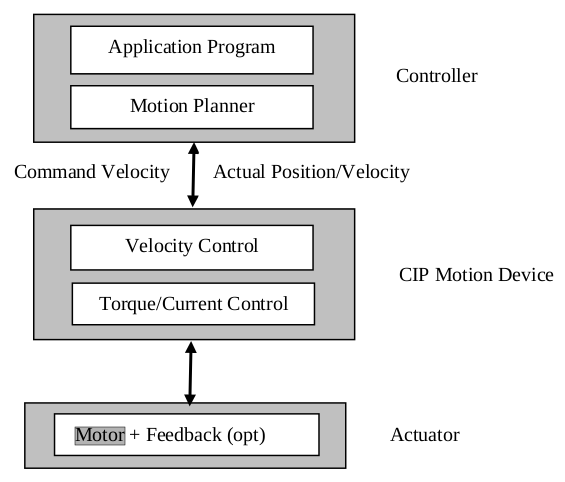 Application Program
Controller
Motion Planner
Command Velocity
Actual Position/Velocity
Velocity Control
CIP Motion Device
Torque/Current Control
Motor + Feedback (opt)
Actuator